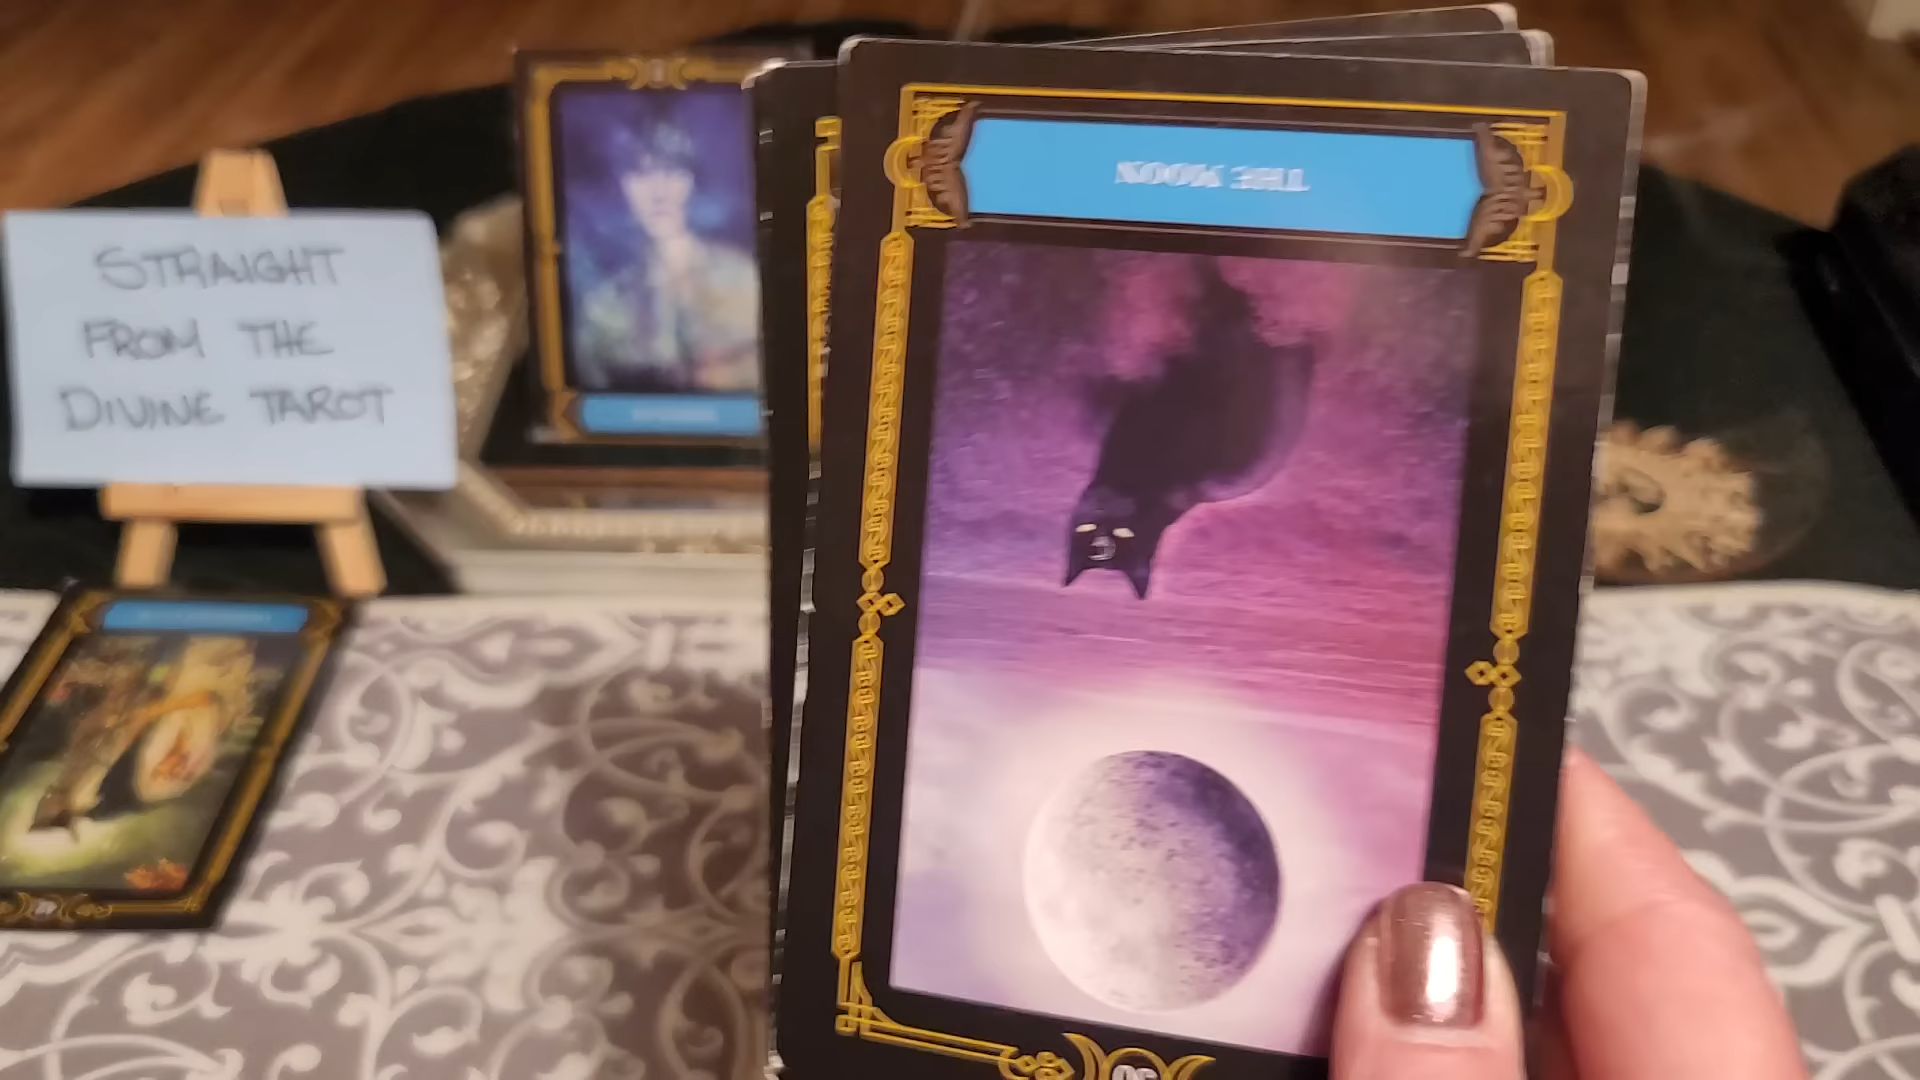 STRAIGHT
FROM THE
DIVINE TAROT
THE MOON